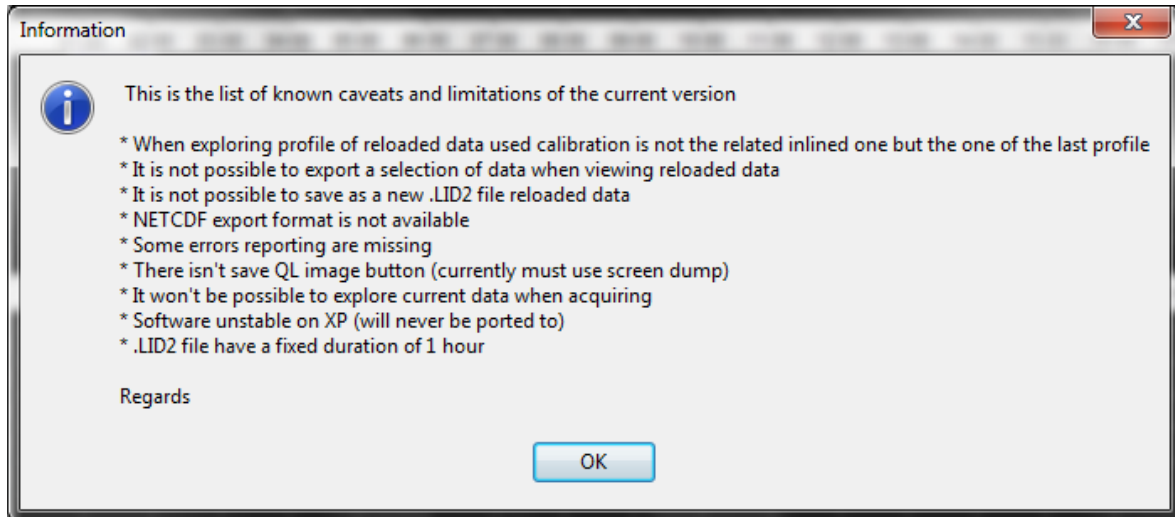 Information
This is the list of known caveats and limitations of the current version
* When exploring profile of reloaded data used calibration is not the related inlined one but the one of the last profile
* It is not possible to export a selection of data when viewing reloaded data
* It is not possible to save as a new .LID2 file reloaded data
* NETCDF export format is not available
* Some errors reporting are missing
* There isn't save QL image button (currently must use screen dump)
* It won't be possible to explore current data when acquiring
* Software unstable on XP (will never be ported to)
* .LID2 file have a fixed duration of 1 hour
Regards
OK